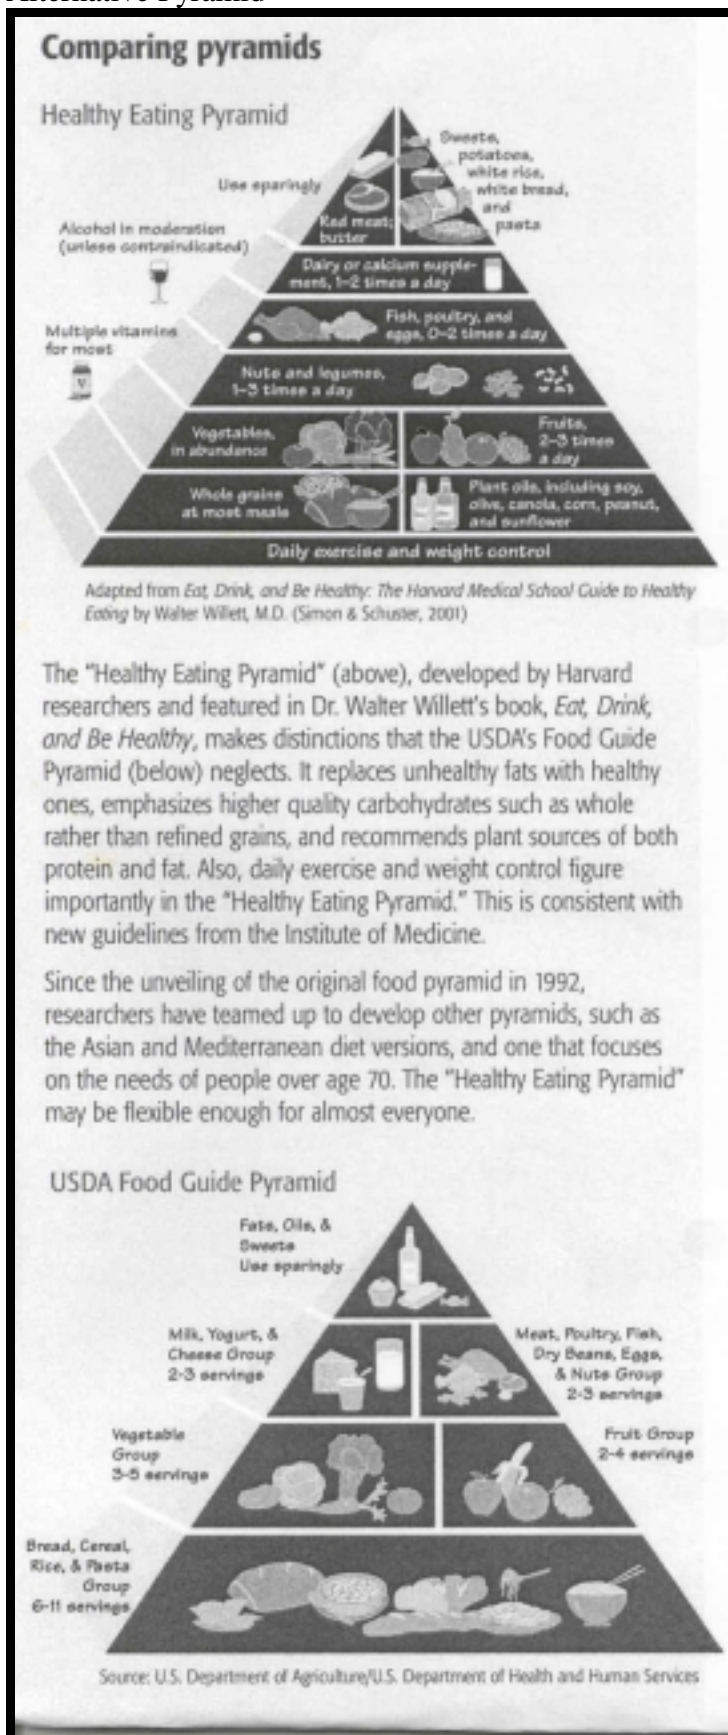 Alternative Pyramid
Comparing pyramids
Healthy Eating Pyramid
Use sparingly
Red meat;
butter
Sweets,
potatoes,
white rice,
white bread,
and
pasta
Alcohol in moderation
(unless contraindicated)
Dairy or calcium supple-
ment, 1–2 times a day
Multiple vitamins
for most
V
Fish, poultry, and
eggs, 0–2 times a day
Nuts and legumes,
1–3 times a day
Vegetables,
in abundance
Fruits,
2–3 times
a day
Whole grains
at most meals
Plant oils, including soy,
olive, canola, corn, peanut,
and sunflower
Daily exercise and weight control
Adapted from Eat, Drink, and Be Healthy: The Harvard Medical School Guide to Healthy
Eating by Walter Willett, M.D. (Simon & Schuster, 2001)
The "Healthy Eating Pyramid" (above), developed by Harvard
researchers and featured in Dr. Walter Willett's book, Eat, Drink,
and Be Healthy, makes distinctions that the USDA's Food Guide
Pyramid (below) neglects. It replaces unhealthy fats with healthy
ones, emphasizes higher quality carbohydrates such as whole
rather than refined grains, and recommends plant sources of both
protein and fat. Also, daily exercise and weight control figure
importantly in the "Healthy Eating Pyramid." This is consistent with
new guidelines from the Institute of Medicine.
Since the unveiling of the original food pyramid in 1992,
researchers have teamed up to develop other pyramids, such as
the Asian and Mediterranean diet versions, and one that focuses
on the needs of people over age 70. The "Healthy Eating Pyramid"
may be flexible enough for almost everyone.
USDA Food Guide Pyramid
Fats, Oils, &
Sweets
Use sparingly
Milk, Yogurt, &
Cheese Group
2-3 servings
Meat, Poultry, Fish,
Dry Beans, Eggs,
& Nuts Group
2-3 servings
Vegetable
Group
3-5 servings
Fruit Group
2-4 servings
Bread, Cereal,
Rice, & Pasta
Group
6-11 servings
Source: U.S. Department of Agriculture/U.S. Department of Health and Human Services